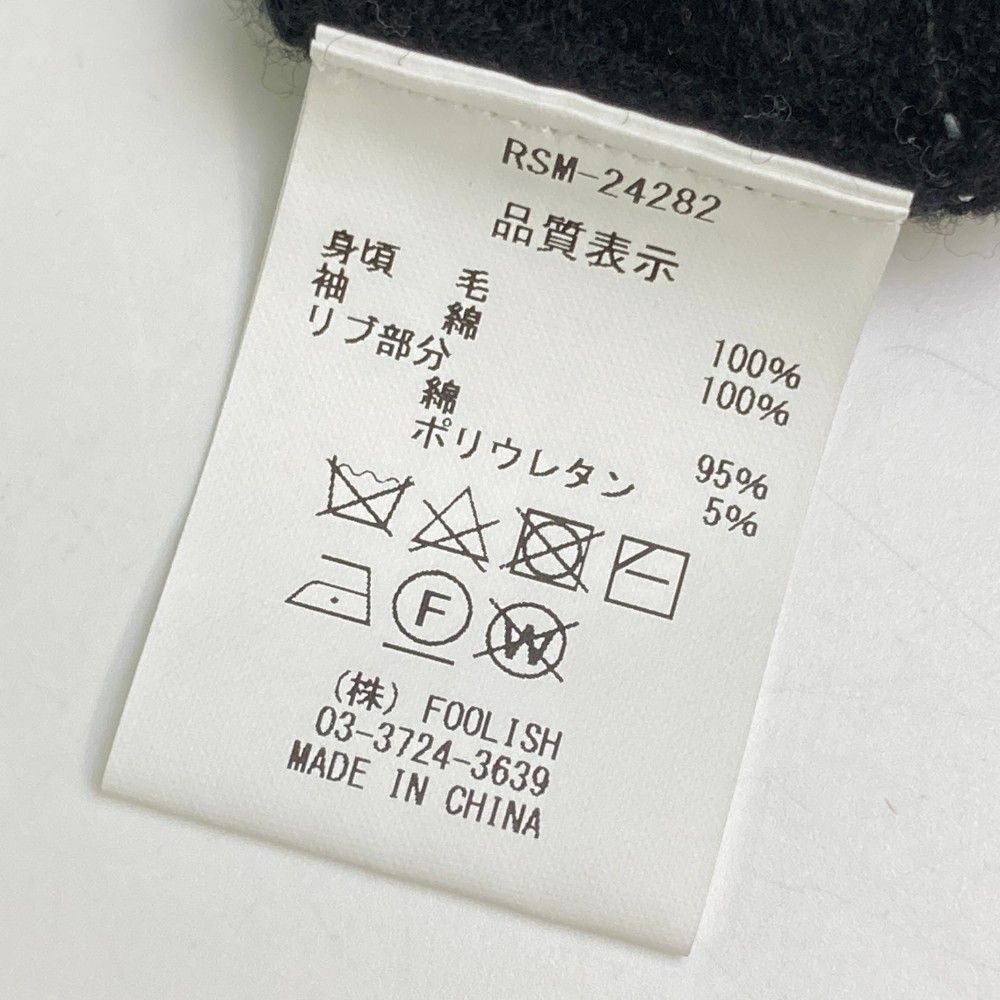 RSM-24282
品質表示
身頃 毛 100%
袖 綿 100%
リブ部分
綿 95%
ポリウレタン 5%
F W
(株) FOOLISH
03-3724-3639
MADE IN CHINA